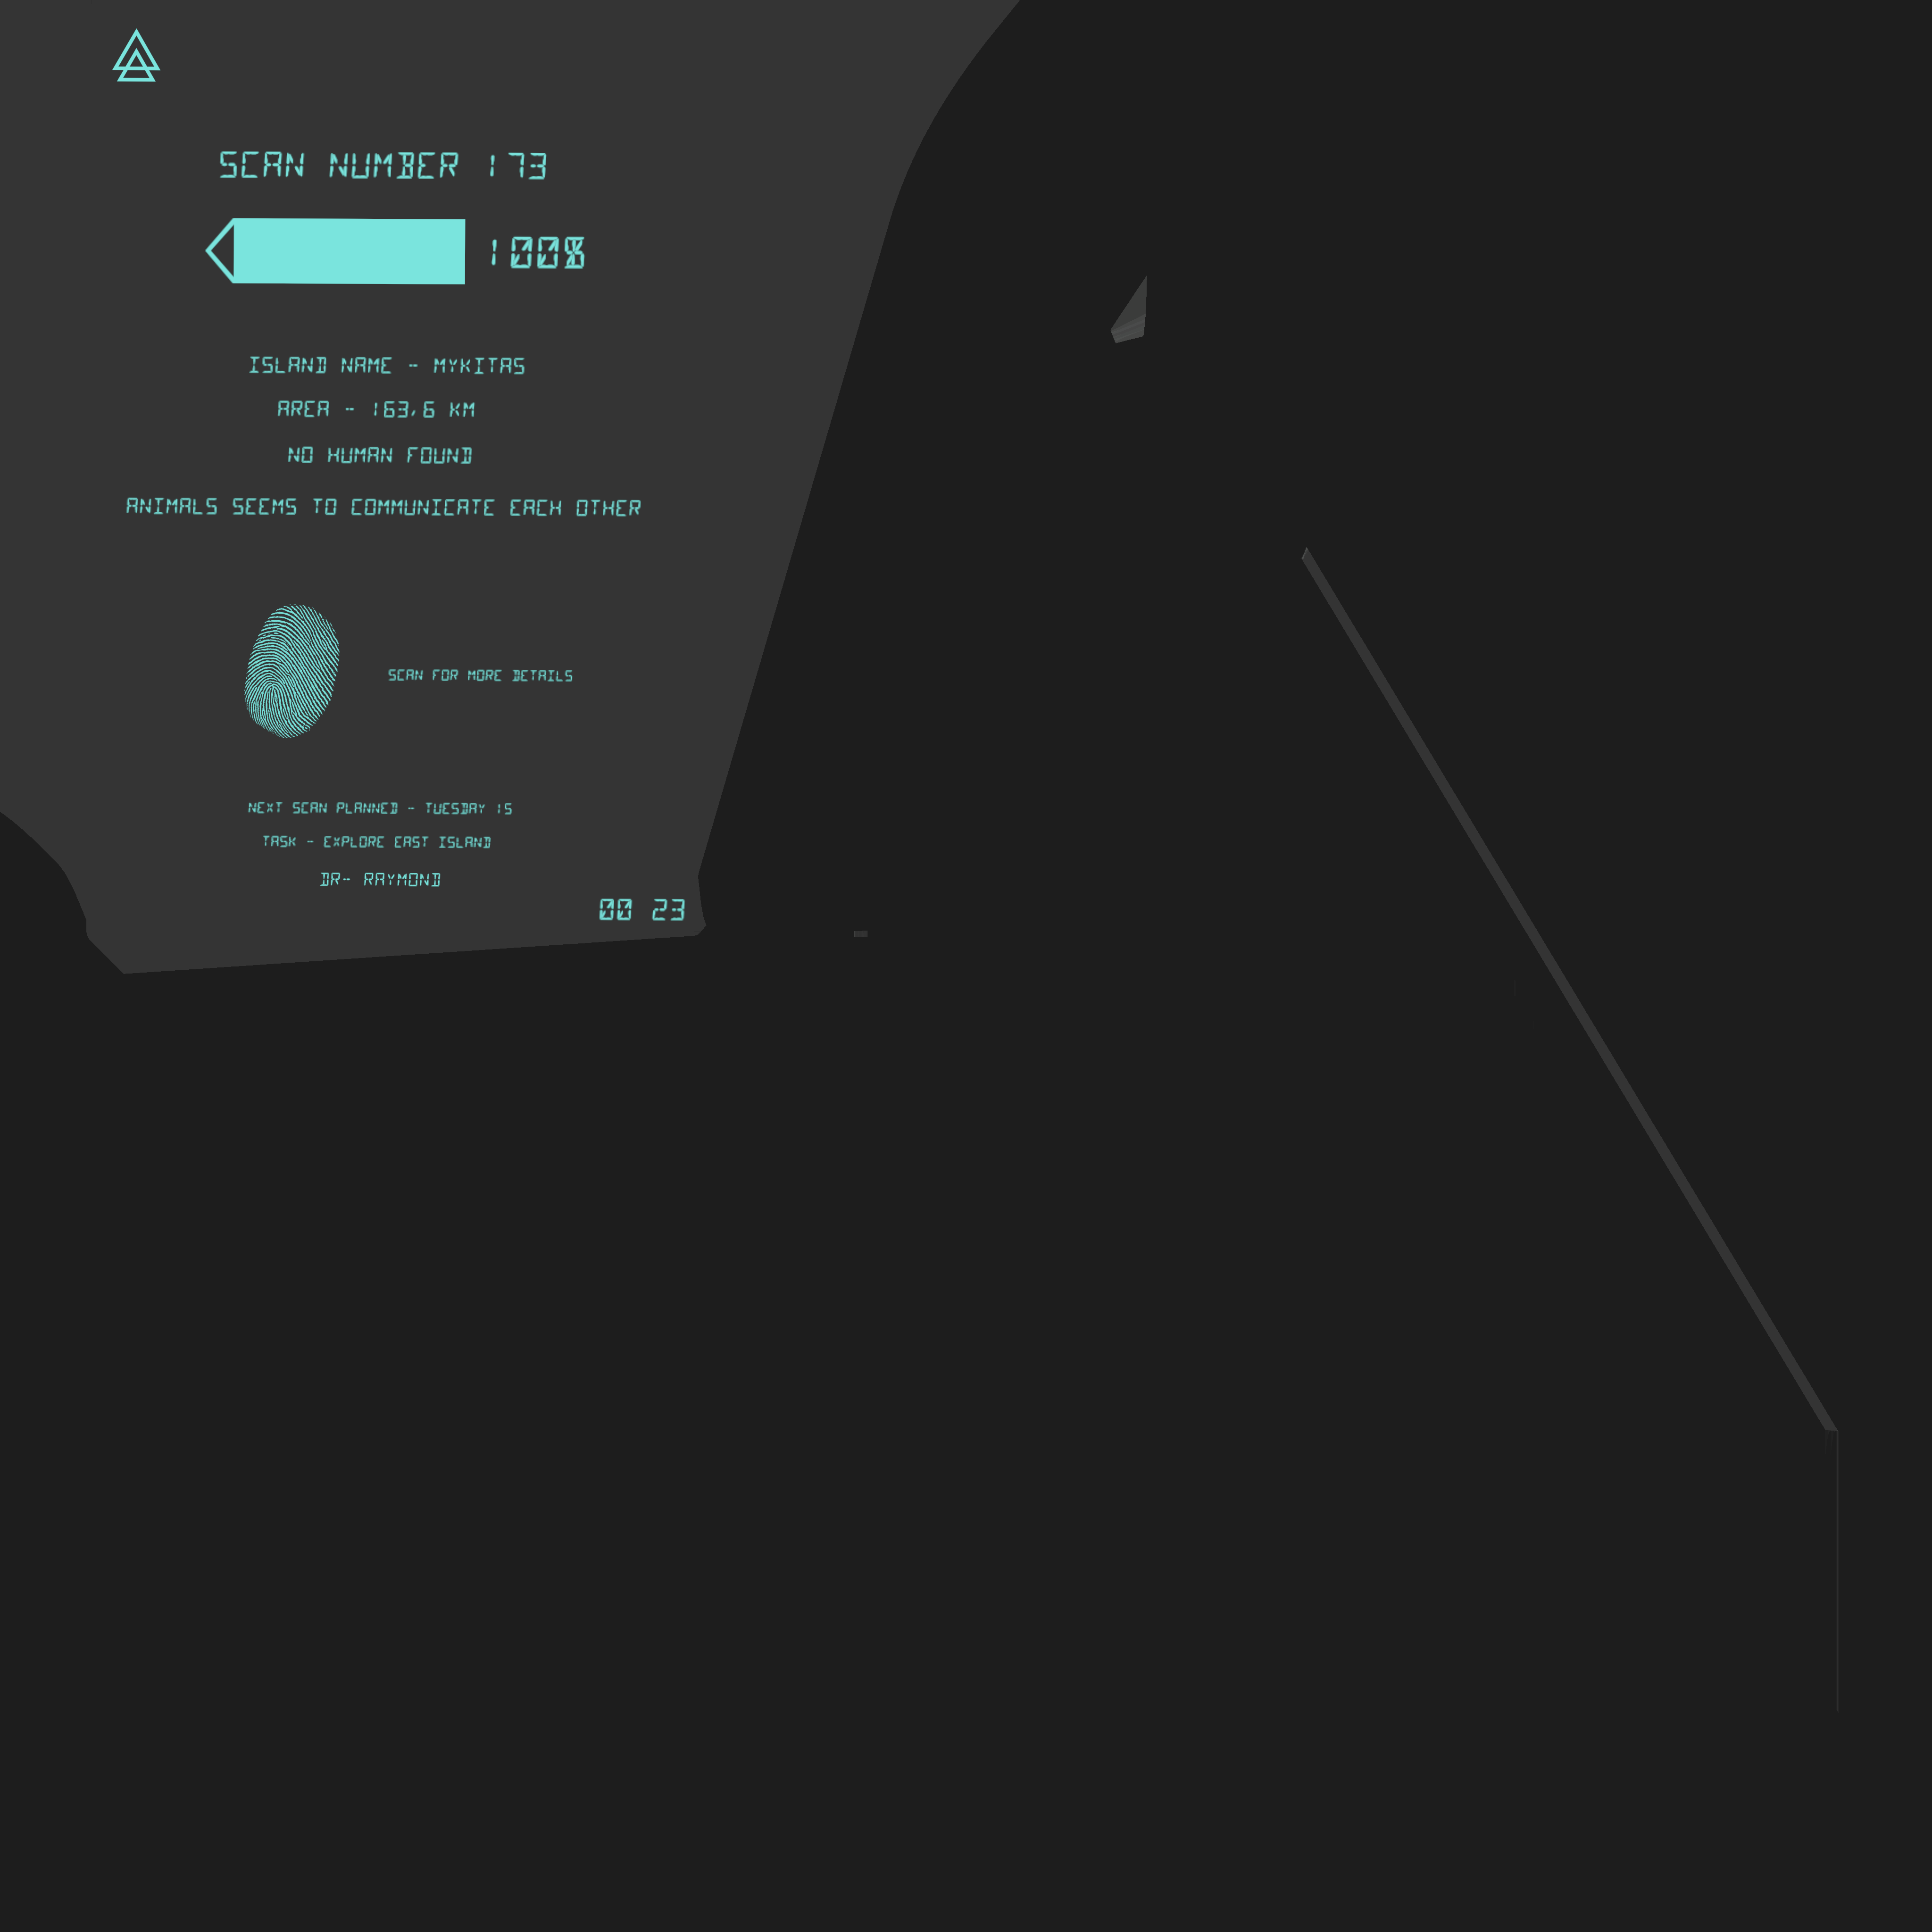 SCAN NUMBER 173
100%
ISLAND NAME - MYKITAS
AREA - 163,6 KM
NO HUMAN FOUND
ANIMALS SEEMS TO COMMUNICATE EACH OTHER
SCAN FOR MORE DETAILS
NEXT SCAN PLANNED - TUESDAY 15
TASK - EXPLORE EAST ISLAND
DR- RAYMOND
00 23